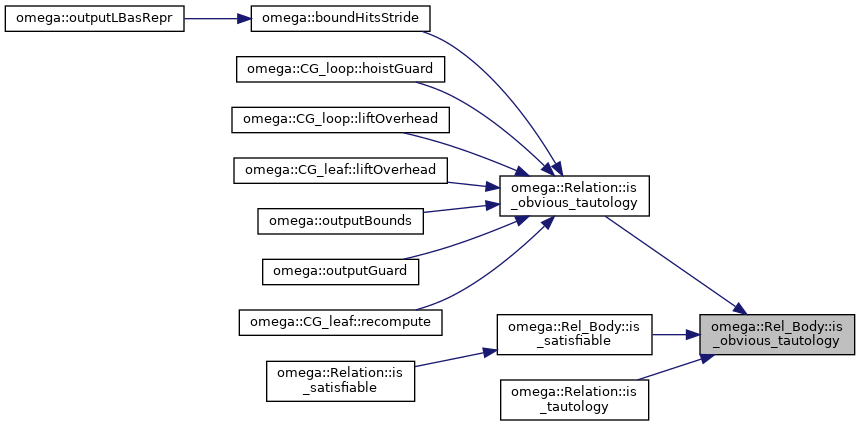 omega::outputLBasRepr
omega::boundHitsStride
omega::CG_loop::hoistGuard
omega::CG_loop::liftOverhead
omega::CG_leaf::liftOverhead
omega::outputBounds
omega::outputGuard
omega::CG_leaf::recompute
omega::Relation::is
_obvious_tautology
omega::Rel_Body::is
_satisfiable
omega::Relation::is
_satisfiable
omega::Relation::is
_tautology
omega::Rel_Body::is
_obvious_tautology